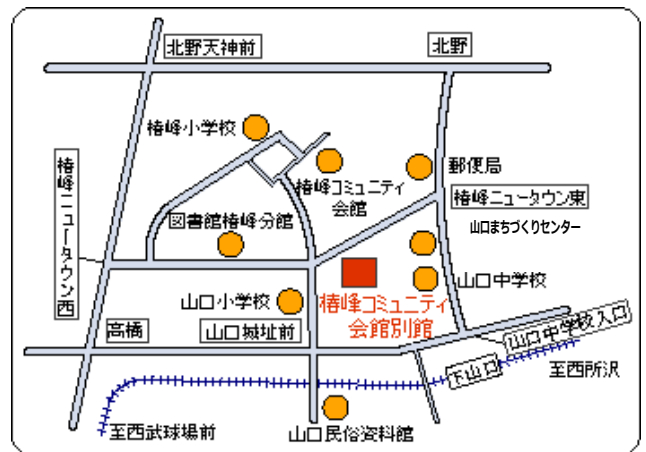 北野天神前
北野
椿峰小学校
郵便局
椿峰コミュニティ
会館
椿峰ニュータウン西
椿峰ニュータウン東
図書館椿峰分館
山口まちづくりセンター
山口中学校
山口小学校
椿峰コミュニティ
会館別館
高橋
山口城址前
山口中学校入口
下山口
至西所沢
至西武球場前
山口民俗資料館